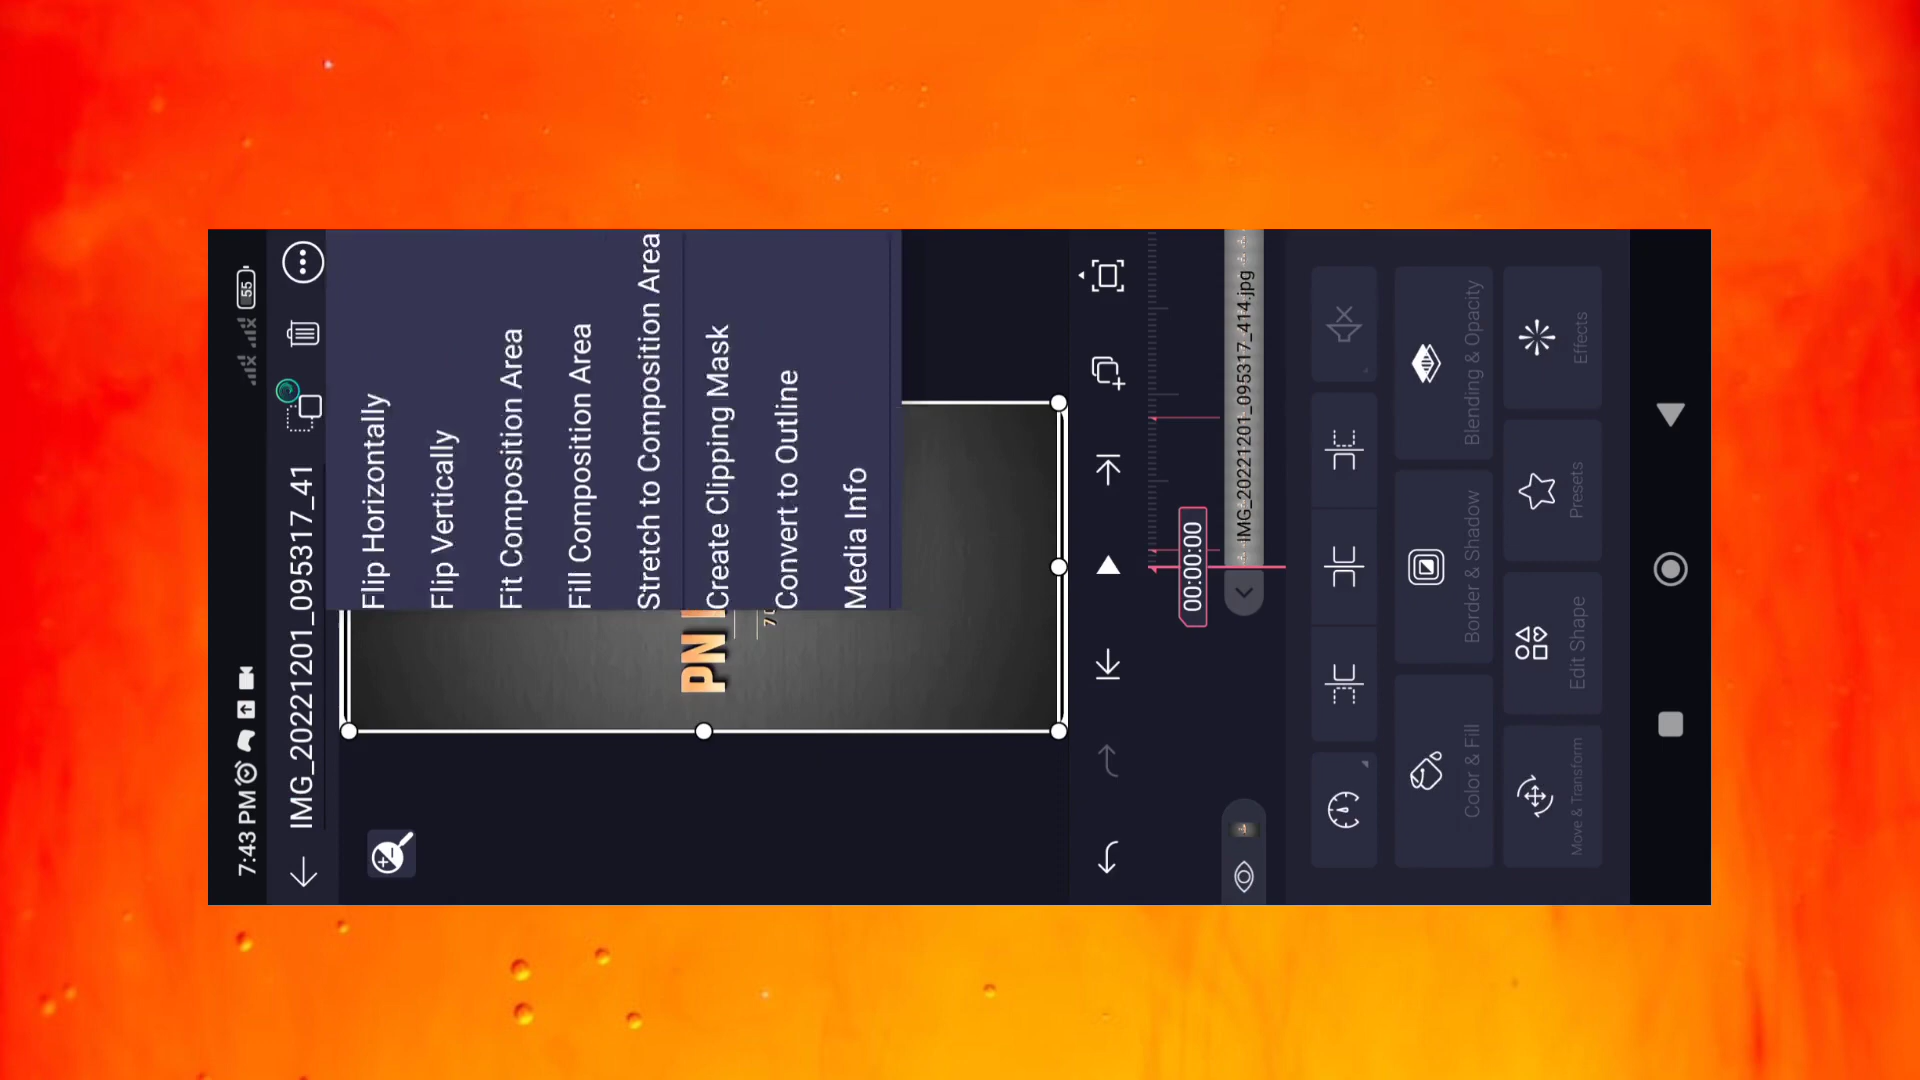 7:43 PM
55
IMG_20221201_095317_41
Flip Horizontally
Flip Vertically
Fit Composition Area
Fill Composition Area
Stretch to Composition Area
Create Clipping Mask
Convert to Outline
Media Info
PN
00:00:00
IMG_20221201_095317_414.jpg
Color & Fill
Border & Shadow
Blending & Opacity
Move & Transform
Edit Shape
Presets
Effects